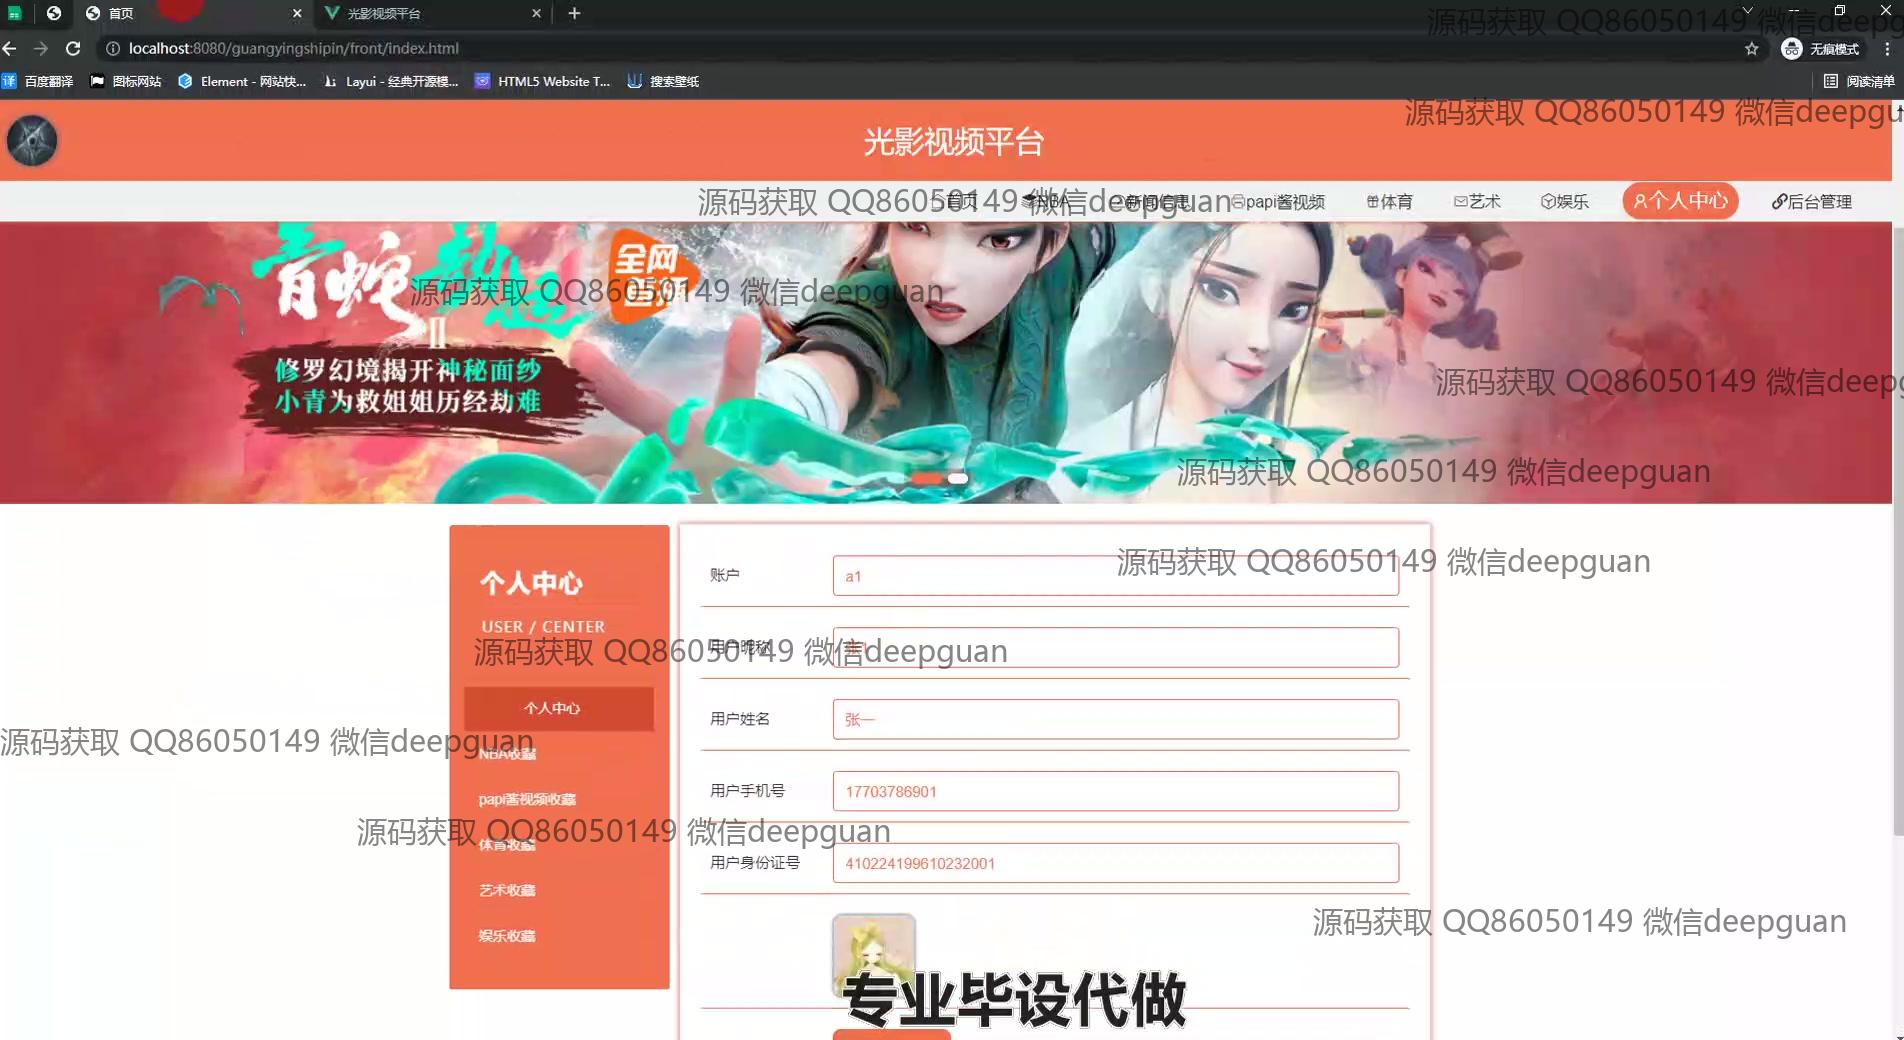 首页
光影视频平台
源码获取 QQ86050149 微信deepg
localhost:8080/guangyingshipin/front/index.html
无痕模式
百度翻译
图标网站
Element - 网站快...
Layui - 经典开源模...
HTML5 Website T...
搜索壁纸
阅读清单
源码获取 QQ86050149 微信deepgu
光影视频平台
源码获取 QQ86050149 微信deepguan
首页
NBA
新闻信息
papi酱视频
体育
艺术
娱乐
个人中心
后台管理
青蛇劫起
II
全网
源码获取 QQ86050149 微信deepguan
修罗幻境揭开神秘面纱
小青为救姐姐历经劫难
源码获取 QQ86050149 微信deep
源码获取 QQ86050149 微信deepguan
个人中心
USER / CENTER
个人中心
NBA收藏
papi酱视频收藏
体育收藏
艺术收藏
娱乐收藏
账户
a1
源码获取 QQ86050149 微信deepguan
用户昵称
源码获取 QQ86050149 微信deepguan
用户姓名
张一
源码获取 QQ86050149 微信deepguan
用户手机号
17703786901
源码获取 QQ86050149 微信deepguan
用户身份证号
410224199610232001
源码获取 QQ86050149 微信deepguan
专业毕设代做